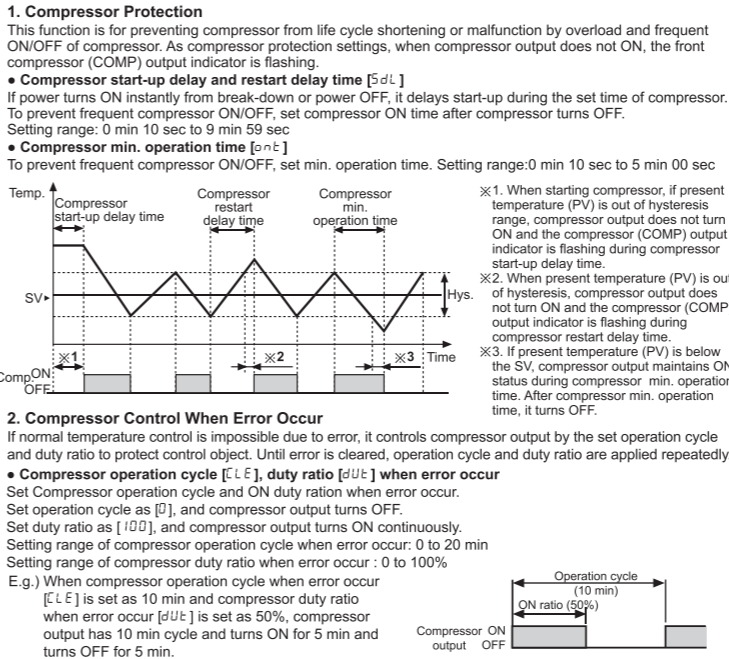 1. Compressor Protection
This function is for preventing compressor from life cycle shortening or malfunction by overload and frequent
ON/OFF of compressor. As compressor protection settings, when compressor output does not ON, the front
compressor (COMP) output indicator is flashing.
● Compressor start-up delay and restart delay time [SdL]
If power turns ON instantly from break-down or power OFF, it delays start-up during the set time of compressor.
To prevent frequent compressor ON/OFF, set compressor ON time after compressor turns OFF.
Setting range: 0 min 10 sec to 9 min 59 sec
● Compressor min. operation time [ont]
To prevent frequent compressor ON/OFF, set min. operation time. Setting range:0 min 10 sec to 5 min 00 sec
Temp.
Compressor
start-up delay time
Compressor
restart
delay time
Compressor
min.
operation time
SV
Hys.
※1
※2
※3
Time
Comp.
ON
OFF
※1. When starting compressor, if present
temperature (PV) is out of hysteresis
range, compressor output does not turn
ON and the compressor (COMP) output
indicator is flashing during compressor
start-up delay time.
※2. When present temperature (PV) is out
of hysteresis, compressor output does
not turn ON and the compressor (COMP
output indicator is flashing during
compressor restart delay time.
※3. If present temperature (PV) is below
the SV, compressor output maintains ON
status during compressor min. operation
time. After compressor min. operation
time, it turns OFF.
2. Compressor Control When Error Occur
If normal temperature control is impossible due to error, it controls compressor output by the set operation cycle
and duty ratio to protect control object. Until error is cleared, operation cycle and duty ratio are applied repeatedly.
● Compressor operation cycle [CLE], duty ratio [dUt] when error occur
Set Compressor operation cycle and ON duty ration when error occur.
Set operation cycle as [0], and compressor output turns OFF.
Set duty ratio as [100], and compressor output turns ON continuously.
Setting range of compressor operation cycle when error occur: 0 to 20 min
Setting range of compressor duty ratio when error occur : 0 to 100%
E.g.) When compressor operation cycle when error occur
[CLE] is set as 10 min and compressor duty ratio
when error occur [dUt] is set as 50%, compressor
output has 10 min cycle and turns ON for 5 min and
turns OFF for 5 min.
Operation cycle
(10 min)
ON ratio (50%)
Compressor ON
output OFF